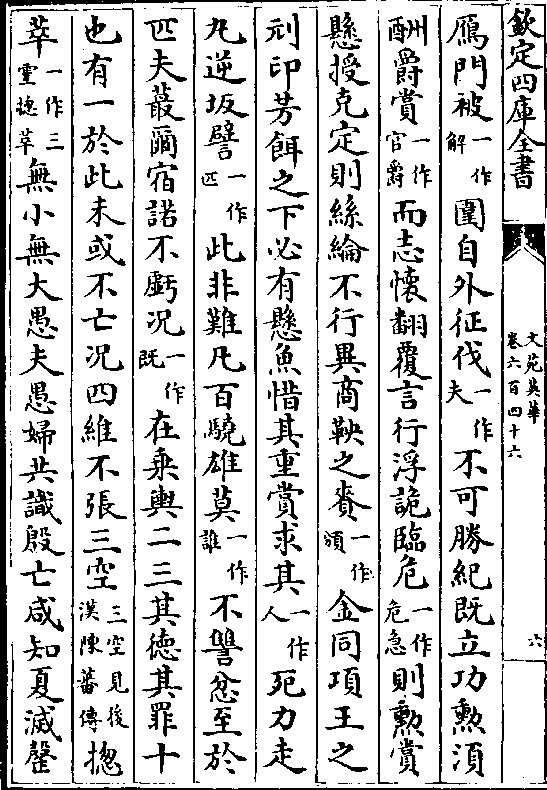 欽定四庫全書
文苑英華
卷六百四十六
六
鴈門被一作解圍自外征伐一作夫不可勝紀既立功勲須
酬爵賞一作官爵而志懷翻覆言行浮詭臨危一作危急則勲賞
懸授克定則絲綸不行異商鞅之賚一作頒金同項王之
刓印芳餌之下必有懸魚惜其重賞求其一作人死力走
九逆坂譬一作匹此非難凡百驍雄莫一作誰不讐忿至於
匹夫蕞爾宿諾不虧况一作既在乗輿二三其徳其罪十
也有一於此未或不亡况四維不張三空三空見後漢陳蕃傳揔
萃一作三靈揔萃無小無大愚夫愚婦共識殷亡咸知夏滅罄